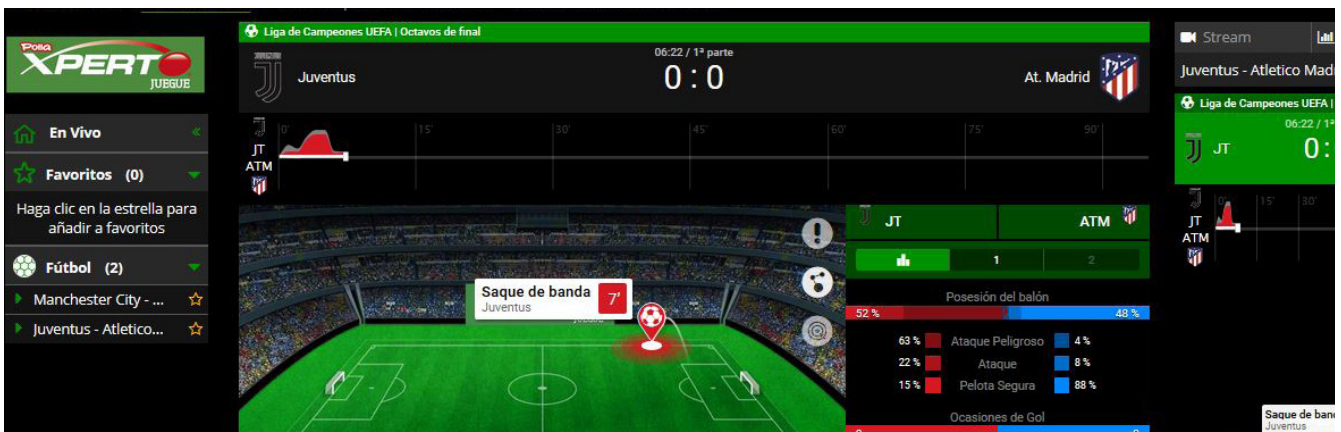 Polla
XPERTO
JUEGUE
En Vivo
Favoritos (0)
Haga clic en la estrella para
añadir a favoritos
Fútbol (2)
Manchester City - ...
Juventus - Atletico...
Liga de Campeones UEFA | Octavos de final
Juventus
06:22 / 1ª parte
0 : 0
At. Madrid
JT
ATM
0'
15'
30'
45'
60'
75'
90'
Saque de banda
Juventus
7'
JT
ATM
1
2
Posesión del balón
52 %
48 %
63 % Ataque Peligroso 4 %
22 % Ataque 8 %
15 % Pelota Segura 88 %
Ocasiones de Gol
Stream
Juventus - Atletico Madr
Liga de Campeones UEFA |
06:22 / 1ª
JT
0 :
JT
ATM
0'
15'
30'
Saque de band
Juventus